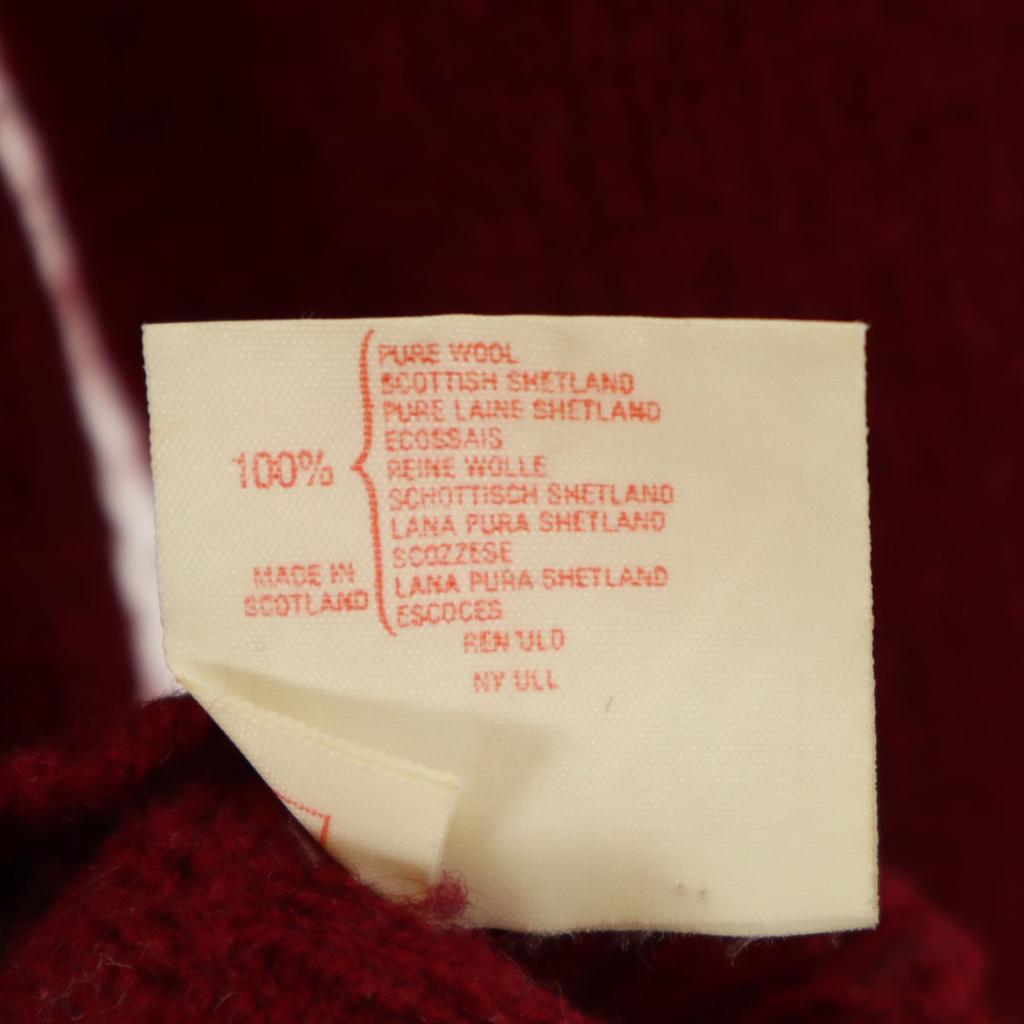 PURE WOOL
SCOTTISH SHETLAND
PURE LAINE SHETLAND
ECOSSAIS
100%
REINE WOLLE
SCHOTTISCH SHETLAND
LANA PURA SHETLAND
SCOZZESE
LANA PURA SHETLAND
ESCOCES
MADE IN
SCOTLAND
REN ULD
NY ULL